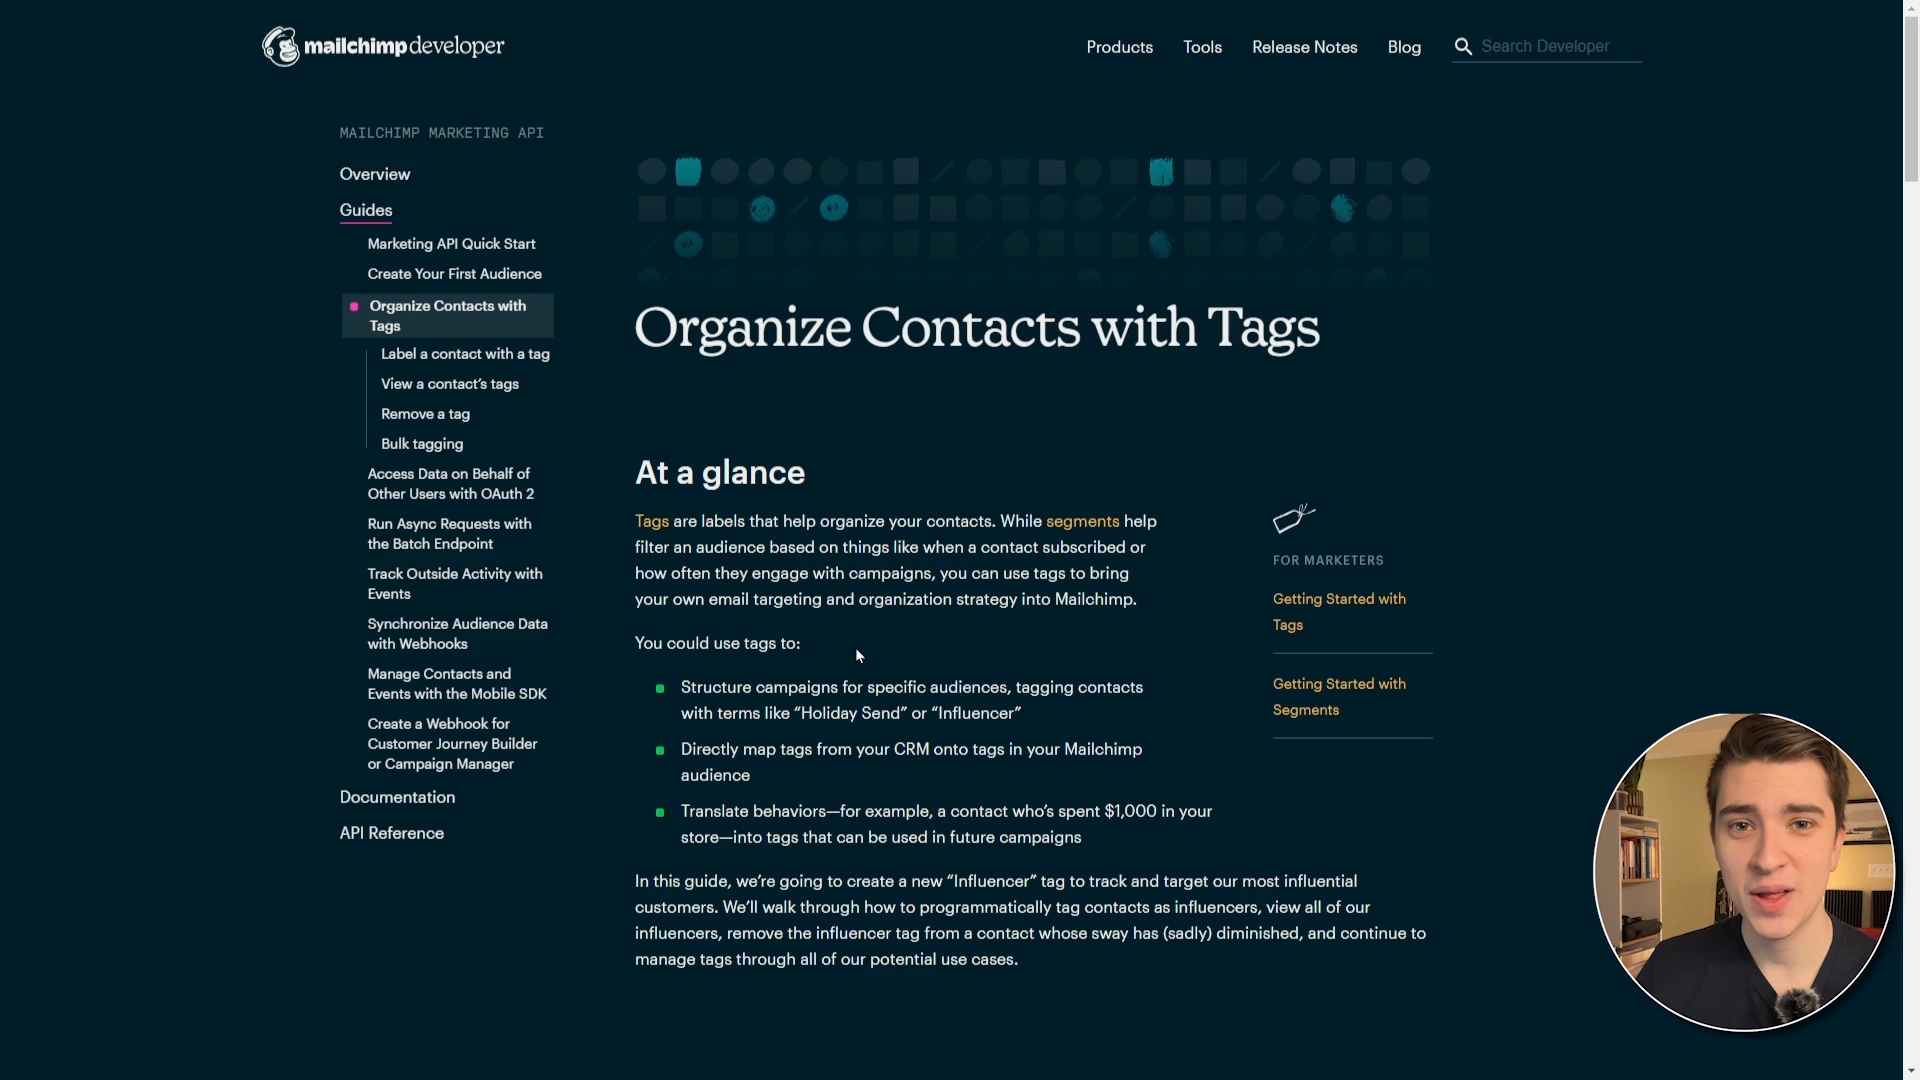 mailchimp developer
Products
Tools
Release Notes
Blog
Search Developer
MAILCHIMP MARKETING API
Overview
Guides
Marketing API Quick Start
Create Your First Audience
Organize Contacts with
Tags
Label a contact with a tag
View a contact's tags
Remove a tag
Bulk tagging
Access Data on Behalf of
Other Users with OAuth 2
Run Async Requests with
the Batch Endpoint
Track Outside Activity with
Events
Synchronize Audience Data
with Webhooks
Manage Contacts and
Events with the Mobile SDK
Create a Webhook for
Customer Journey Builder
or Campaign Manager
Documentation
API Reference
Organize Contacts with Tags
At a glance
Tags are labels that help organize your contacts. While segments help
filter an audience based on things like when a contact subscribed or
how often they engage with campaigns, you can use tags to bring
your own email targeting and organization strategy into Mailchimp.
You could use tags to:
Structure campaigns for specific audiences, tagging contacts
with terms like “Holiday Send” or “Influencer”
Directly map tags from your CRM onto tags in your Mailchimp
audience
Translate behaviors—for example, a contact who's spent $1,000 in your
store—into tags that can be used in future campaigns
In this guide, we're going to create a new “Influencer” tag to track and target our most influential
customers. We'll walk through how to programmatically tag contacts as influencers, view all of our
influencers, remove the influencer tag from a contact whose sway has (sadly) diminished, and continue to
manage tags through all of our potential use cases.
FOR MARKETERS
Getting Started with
Tags
Getting Started with
Segments